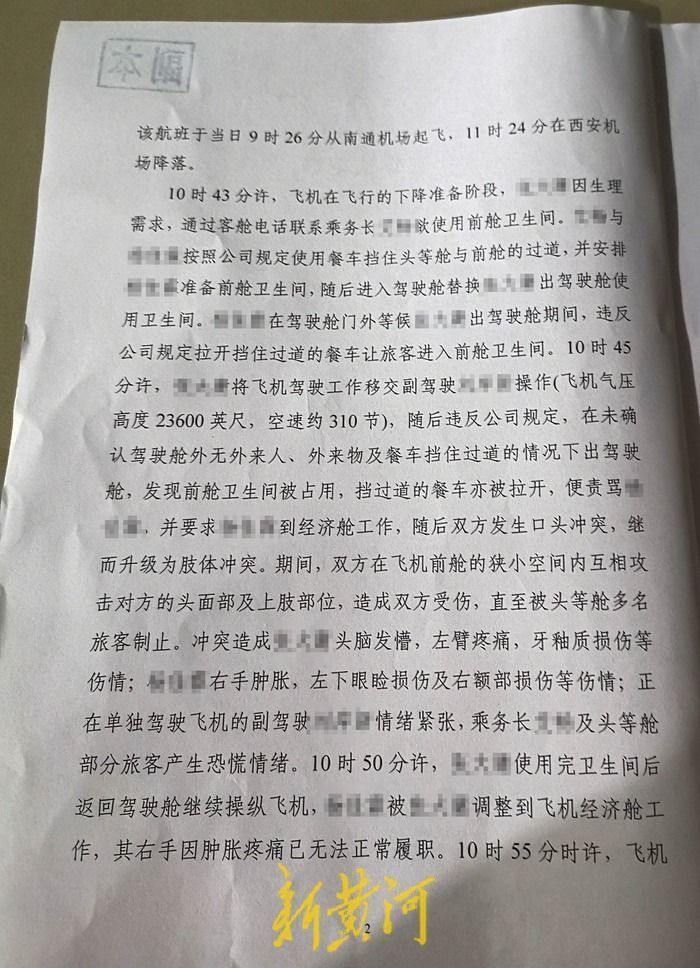 副本
该航班于当日 9 时 26 分从南通机场起飞，11 时 24 分在西安机
场降落。
10 时 43 分许，飞机在飞行的下降准备阶段，因生理
需求，通过客舱电话联系乘务长欲使用前舱卫生间。与
按照公司规定使用餐车挡住头等舱与前舱的过道，并安排
准备前舱卫生间，随后进入驾驶舱替换出驾驶舱使
用卫生间。在驾驶舱门外等候出驾驶舱期间，违反
公司规定拉开挡住过道的餐车让旅客进入前舱卫生间。10 时 45
分许，将飞机驾驶工作移交副驾驶操作(飞机气压
高度 23600 英尺，空速约 310 节)，随后违反公司规定，在未确
认驾驶舱外无外来人、外来物及餐车挡住过道的情况下出驾驶
舱，发现前舱卫生间被占用，挡过道的餐车亦被拉开，便责骂
，并要求到经济舱工作，随后双方发生口头冲突，继
而升级为肢体冲突。期间，双方在飞机前舱的狭小空间内互相攻
击对方的头面部及上肢部位，造成双方受伤，直至被头等舱多名
旅客制止。冲突造成头脑发懵，左臂疼痛，牙釉质损伤等
伤情；右手肿胀，左下眼睑损伤及右额部损伤等伤情；正
在单独驾驶飞机的副驾驶情绪紧张，乘务长及头等舱
部分旅客产生恐慌情绪。10 时 50 分许，使用完卫生间后
返回驾驶舱继续操纵飞机，被调整到飞机经济舱工
作，其右手因肿胀疼痛已无法正常履职。10 时 55 分时许，飞机
新黄河
2